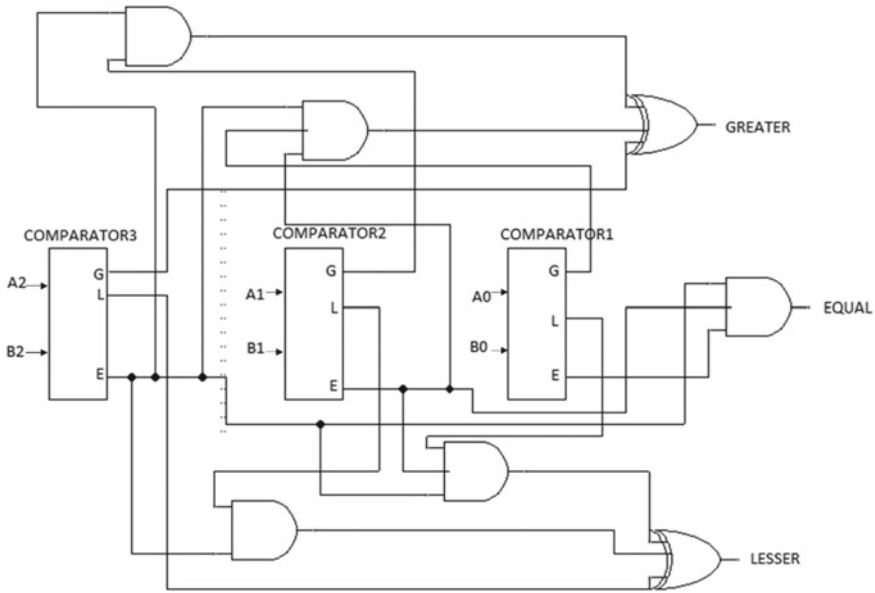 GREATER
COMPARATOR3
COMPARATOR2
COMPARATOR1
G
G
G
A2
L
A1
L
A0
L
EQUAL
B2
B1
B0
E
E
E
LESSER